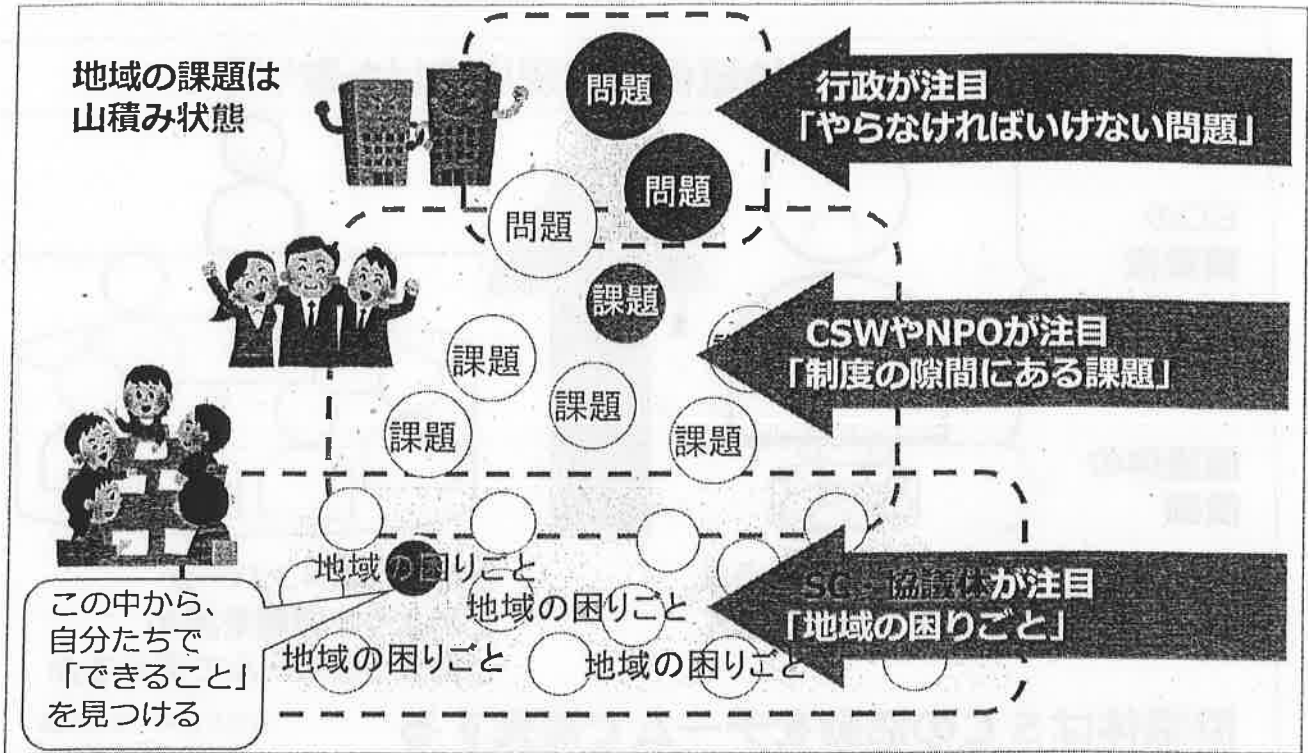 地域の課題は
山積み状態
問題
問題
問題
行政が注目
「やらなければいけない問題」
課題
課題
課題
課題
課題
CSWやNPOが注目
「制度の隙間にある課題」
地域の困りごと
地域の困りごと
地域の困りごと
地域の困りごと
SC・協議体が注目
「地域の困りごと」
この中から、
自分たちで
「できること」
を見つける